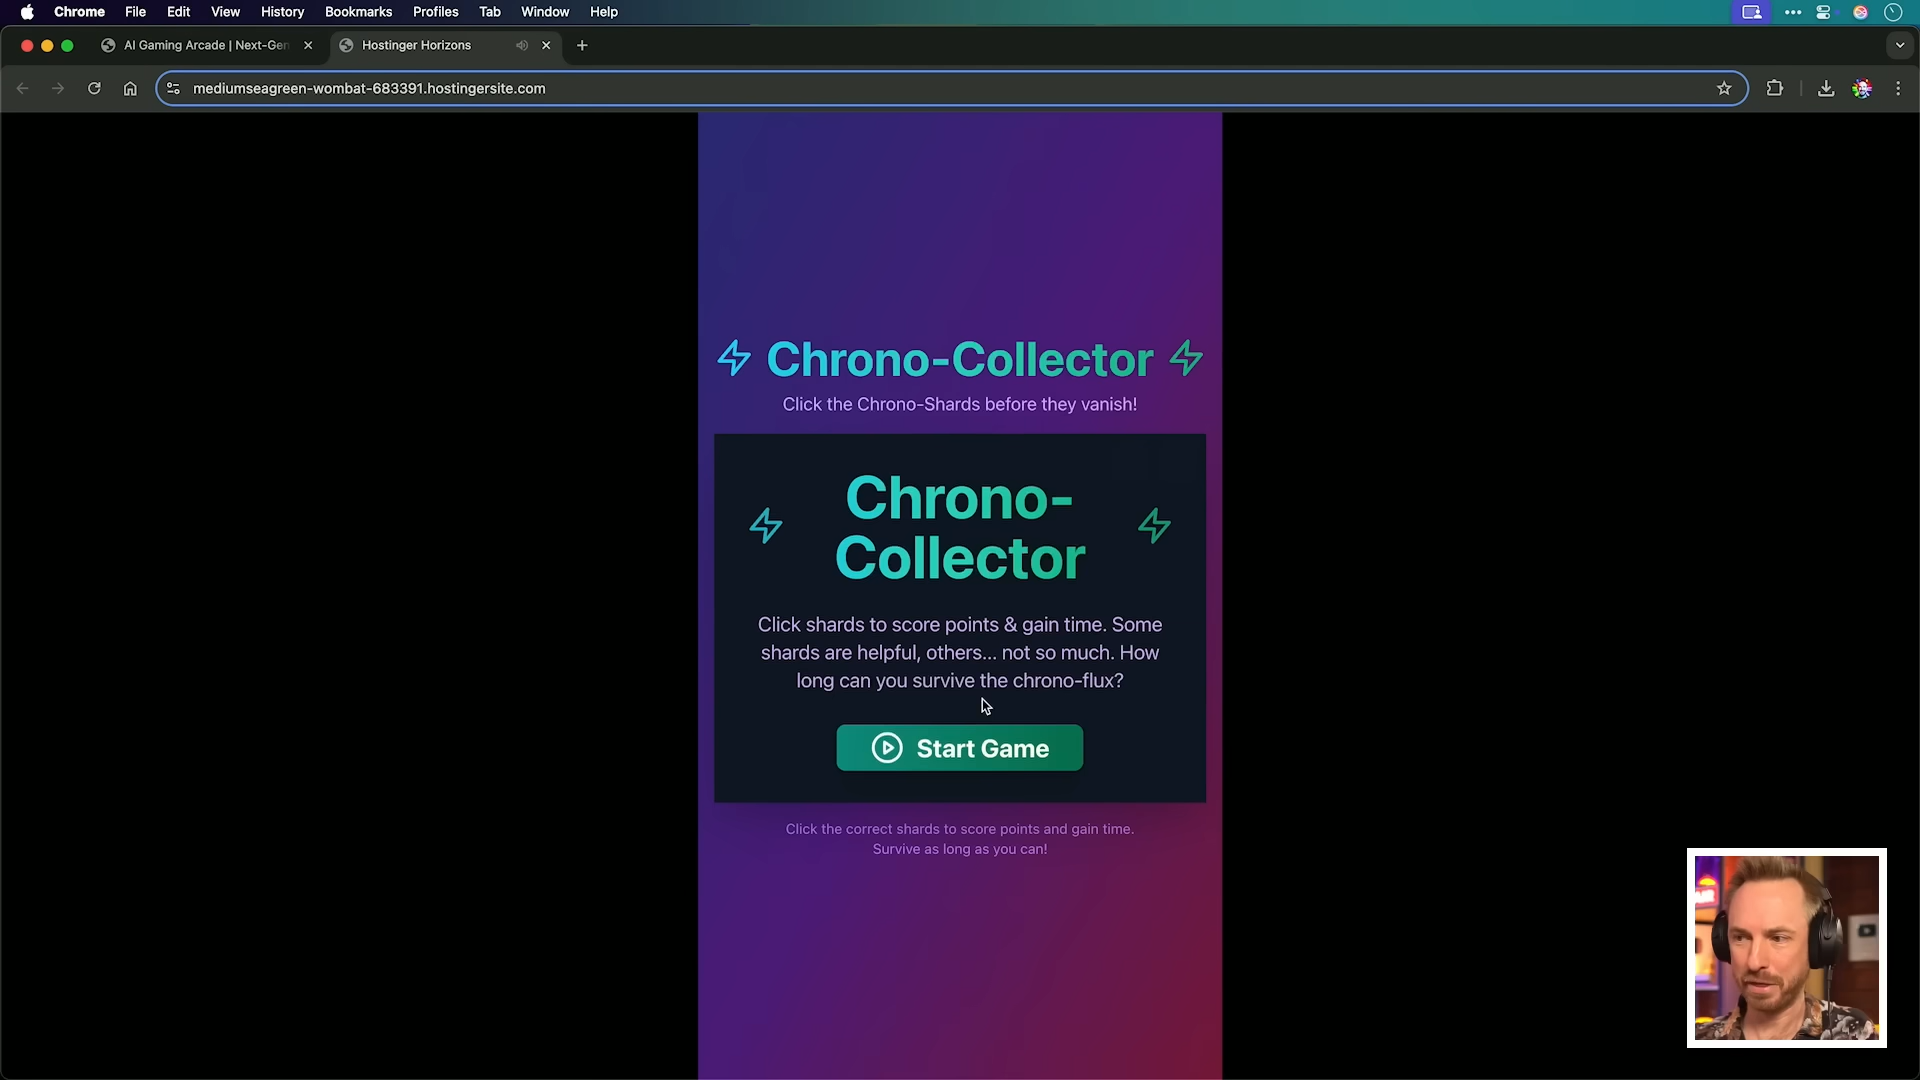 Chrome File Edit View History Bookmarks Profiles Tab Window Help
AI Gaming Arcade | Next-Gen
Hostinger Horizons
mediumseagreen-wombat-683391.hostingersite.com
Chrono-Collector
Click the Chrono-Shards before they vanish!
Chrono-
Collector
Click shards to score points & gain time. Some
shards are helpful, others... not so much. How
long can you survive the chrono-flux?
Start Game
Click the correct shards to score points and gain time.
Survive as long as you can!